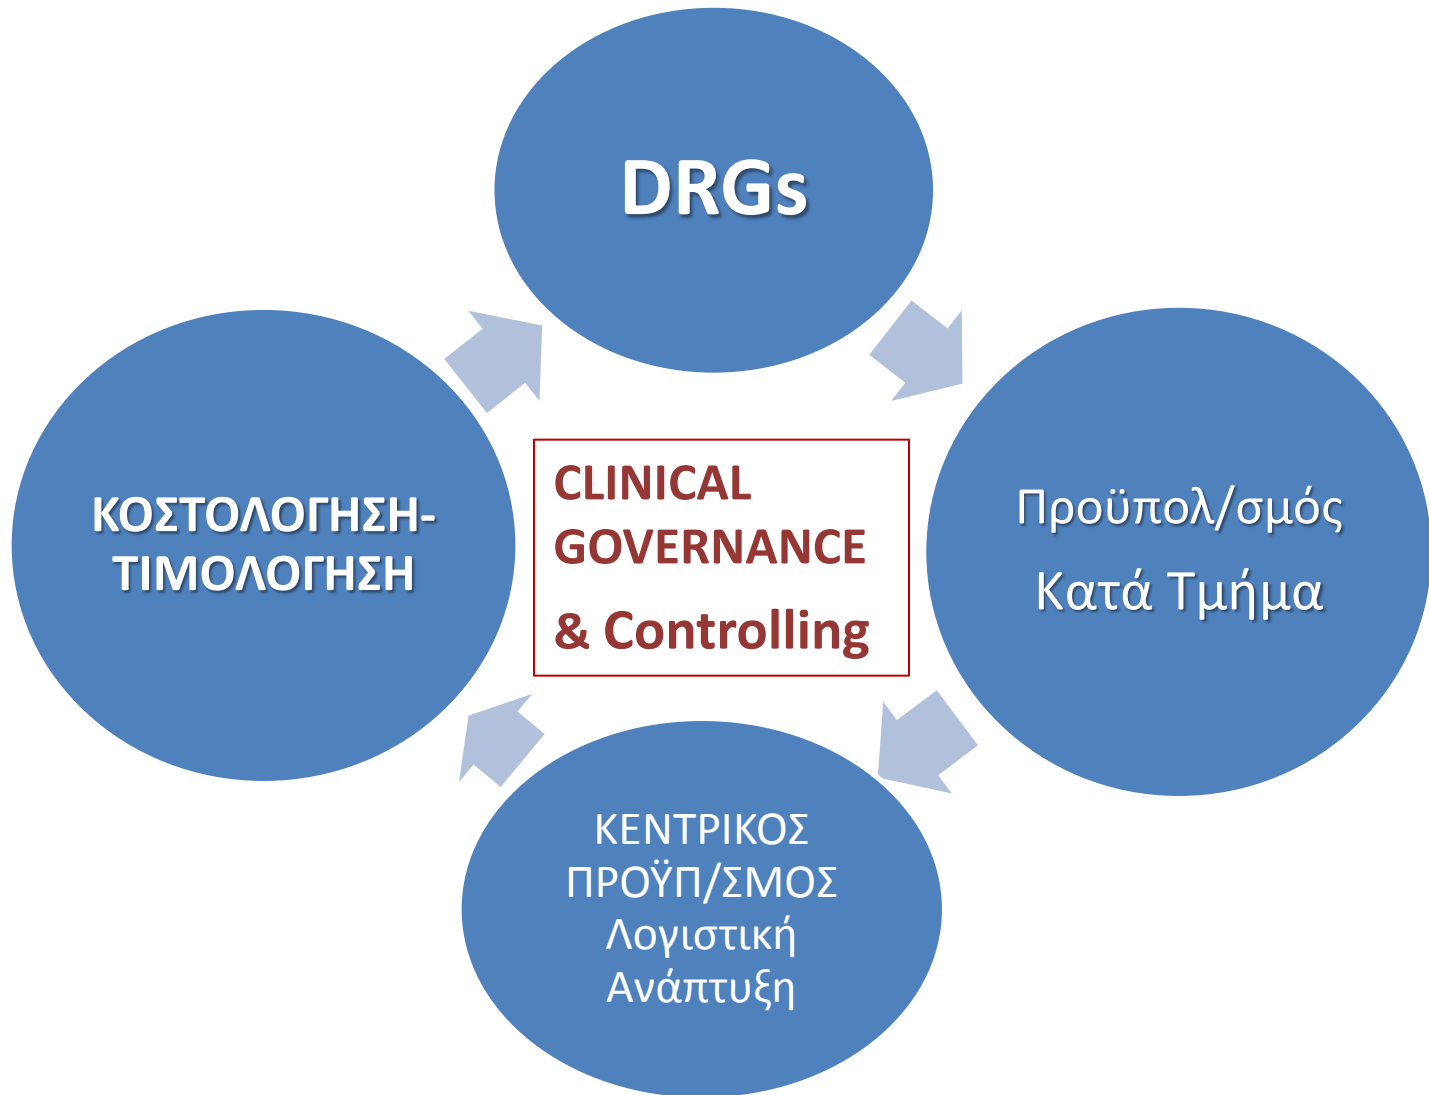 DRGs
ΚΟΣΤΟΛΟΓΗΣΗ-
ΤΙΜΟΛΟΓΗΣΗ
CLINICAL
GOVERNANCE
& Controlling
Προϋπολ/σμός
Κατά Τμήμα
ΚΕΝΤΡΙΚΟΣ
ΠΡΟΫΠ/ΣΜΟΣ
Λογιστική
Ανάπτυξη